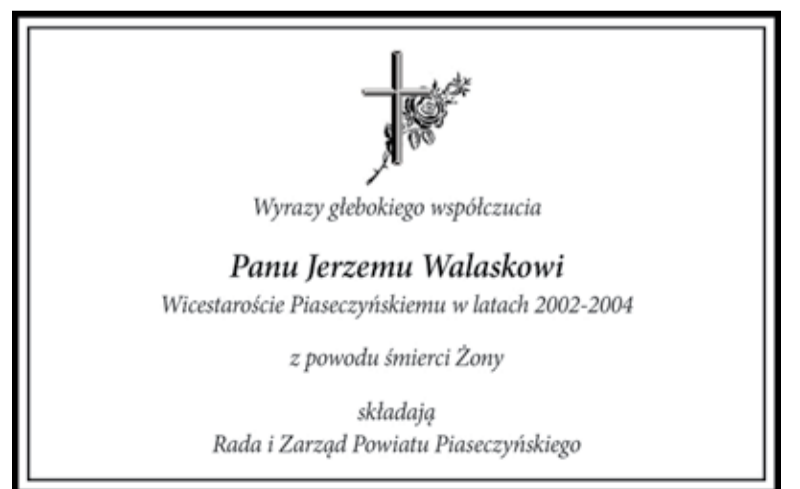 Wyrazy głebokiego współczucia
Panu Jerzemu Walaskowi
Wicestaroście Piaseczyńskiemu w latach 2002-2004
z powodu śmierci Żony
składają
Rada i Zarząd Powiatu Piaseczyńskiego